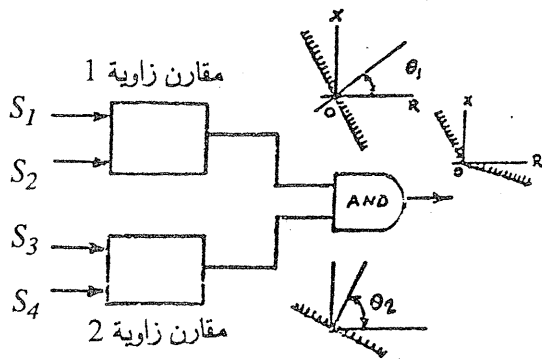 مقارن زاوية 1
S₁
S₂
S₃
S₄
مقارن زاوية 2
AND
X
θ₁
R
O
X
R
O
θ₂